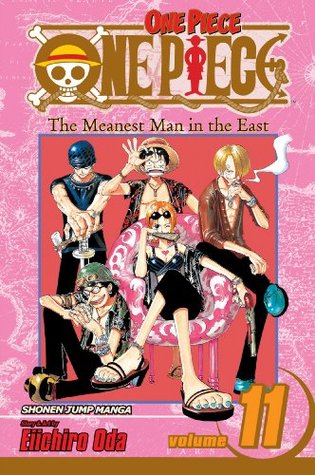 ONE PIECE
ONE PIECE
The Meanest Man in the East
SHONEN JUMP MANGA
Story & Art by
Eiichiro Oda
volume 11